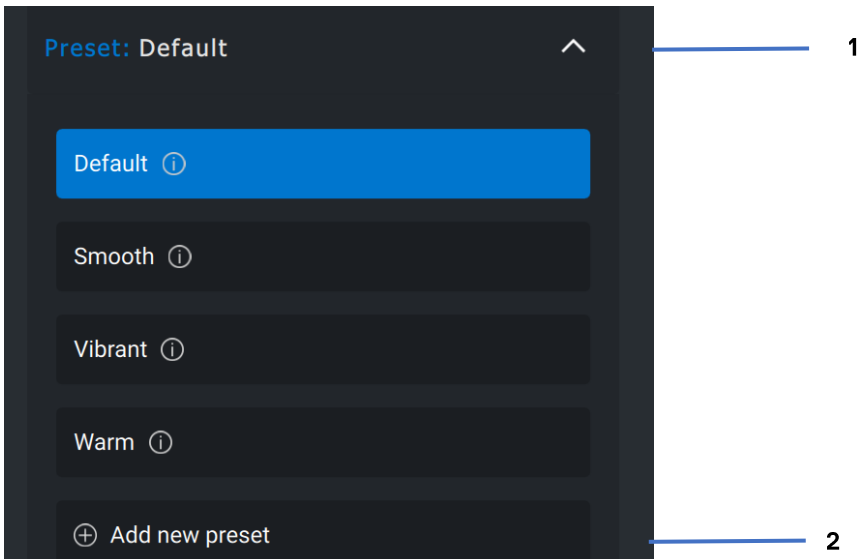 Preset: Default
1
Default
Smooth
Vibrant
Warm
Add new preset
2